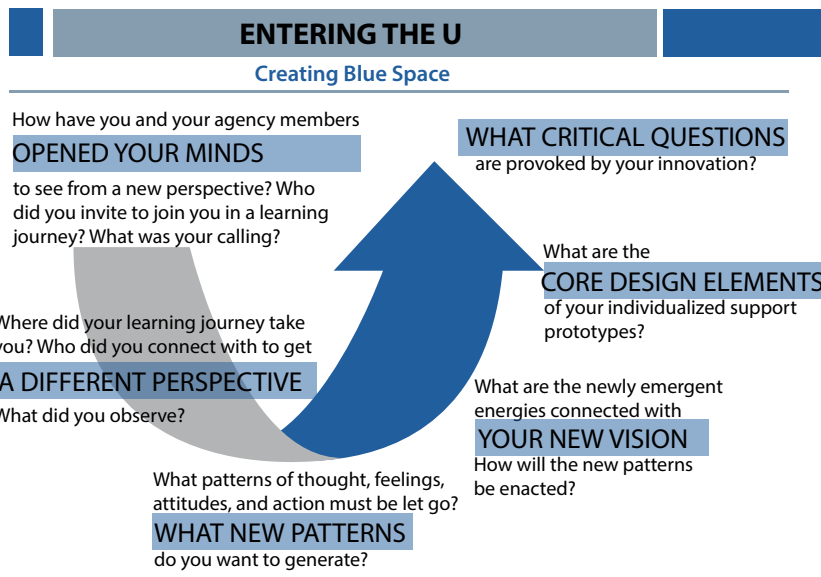 ENTERING THE U
Creating Blue Space
How have you and your agency members
OPENED YOUR MINDS
to see from a new perspective? Who
did you invite to join you in a learning
journey? What was your calling?
Where did your learning journey take
you? Who did you connect with to get
A DIFFERENT PERSPECTIVE
What did you observe?
What patterns of thought, feelings,
attitudes, and action must be let go?
WHAT NEW PATTERNS
do you want to generate?
What are the newly emergent
energies connected with
YOUR NEW VISION
How will the new patterns
be enacted?
What are the
CORE DESIGN ELEMENTS
of your individualized support
prototypes?
WHAT CRITICAL QUESTIONS
are provoked by your innovation?